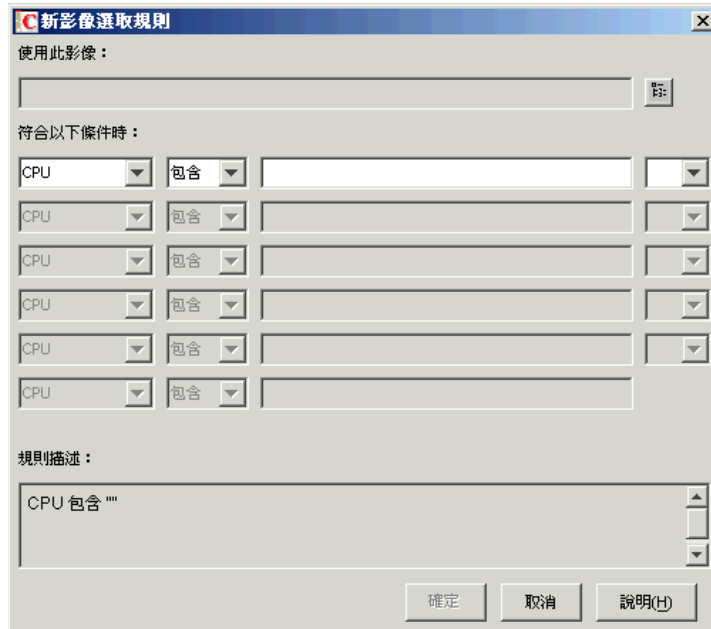 C 新影像選取規則
使用此影像：
符合以下條件時：
CPU 包含
CPU 包含
CPU 包含
CPU 包含
CPU 包含
CPU 包含
規則描述：
CPU 包含 ""
確定 取消 說明(H)